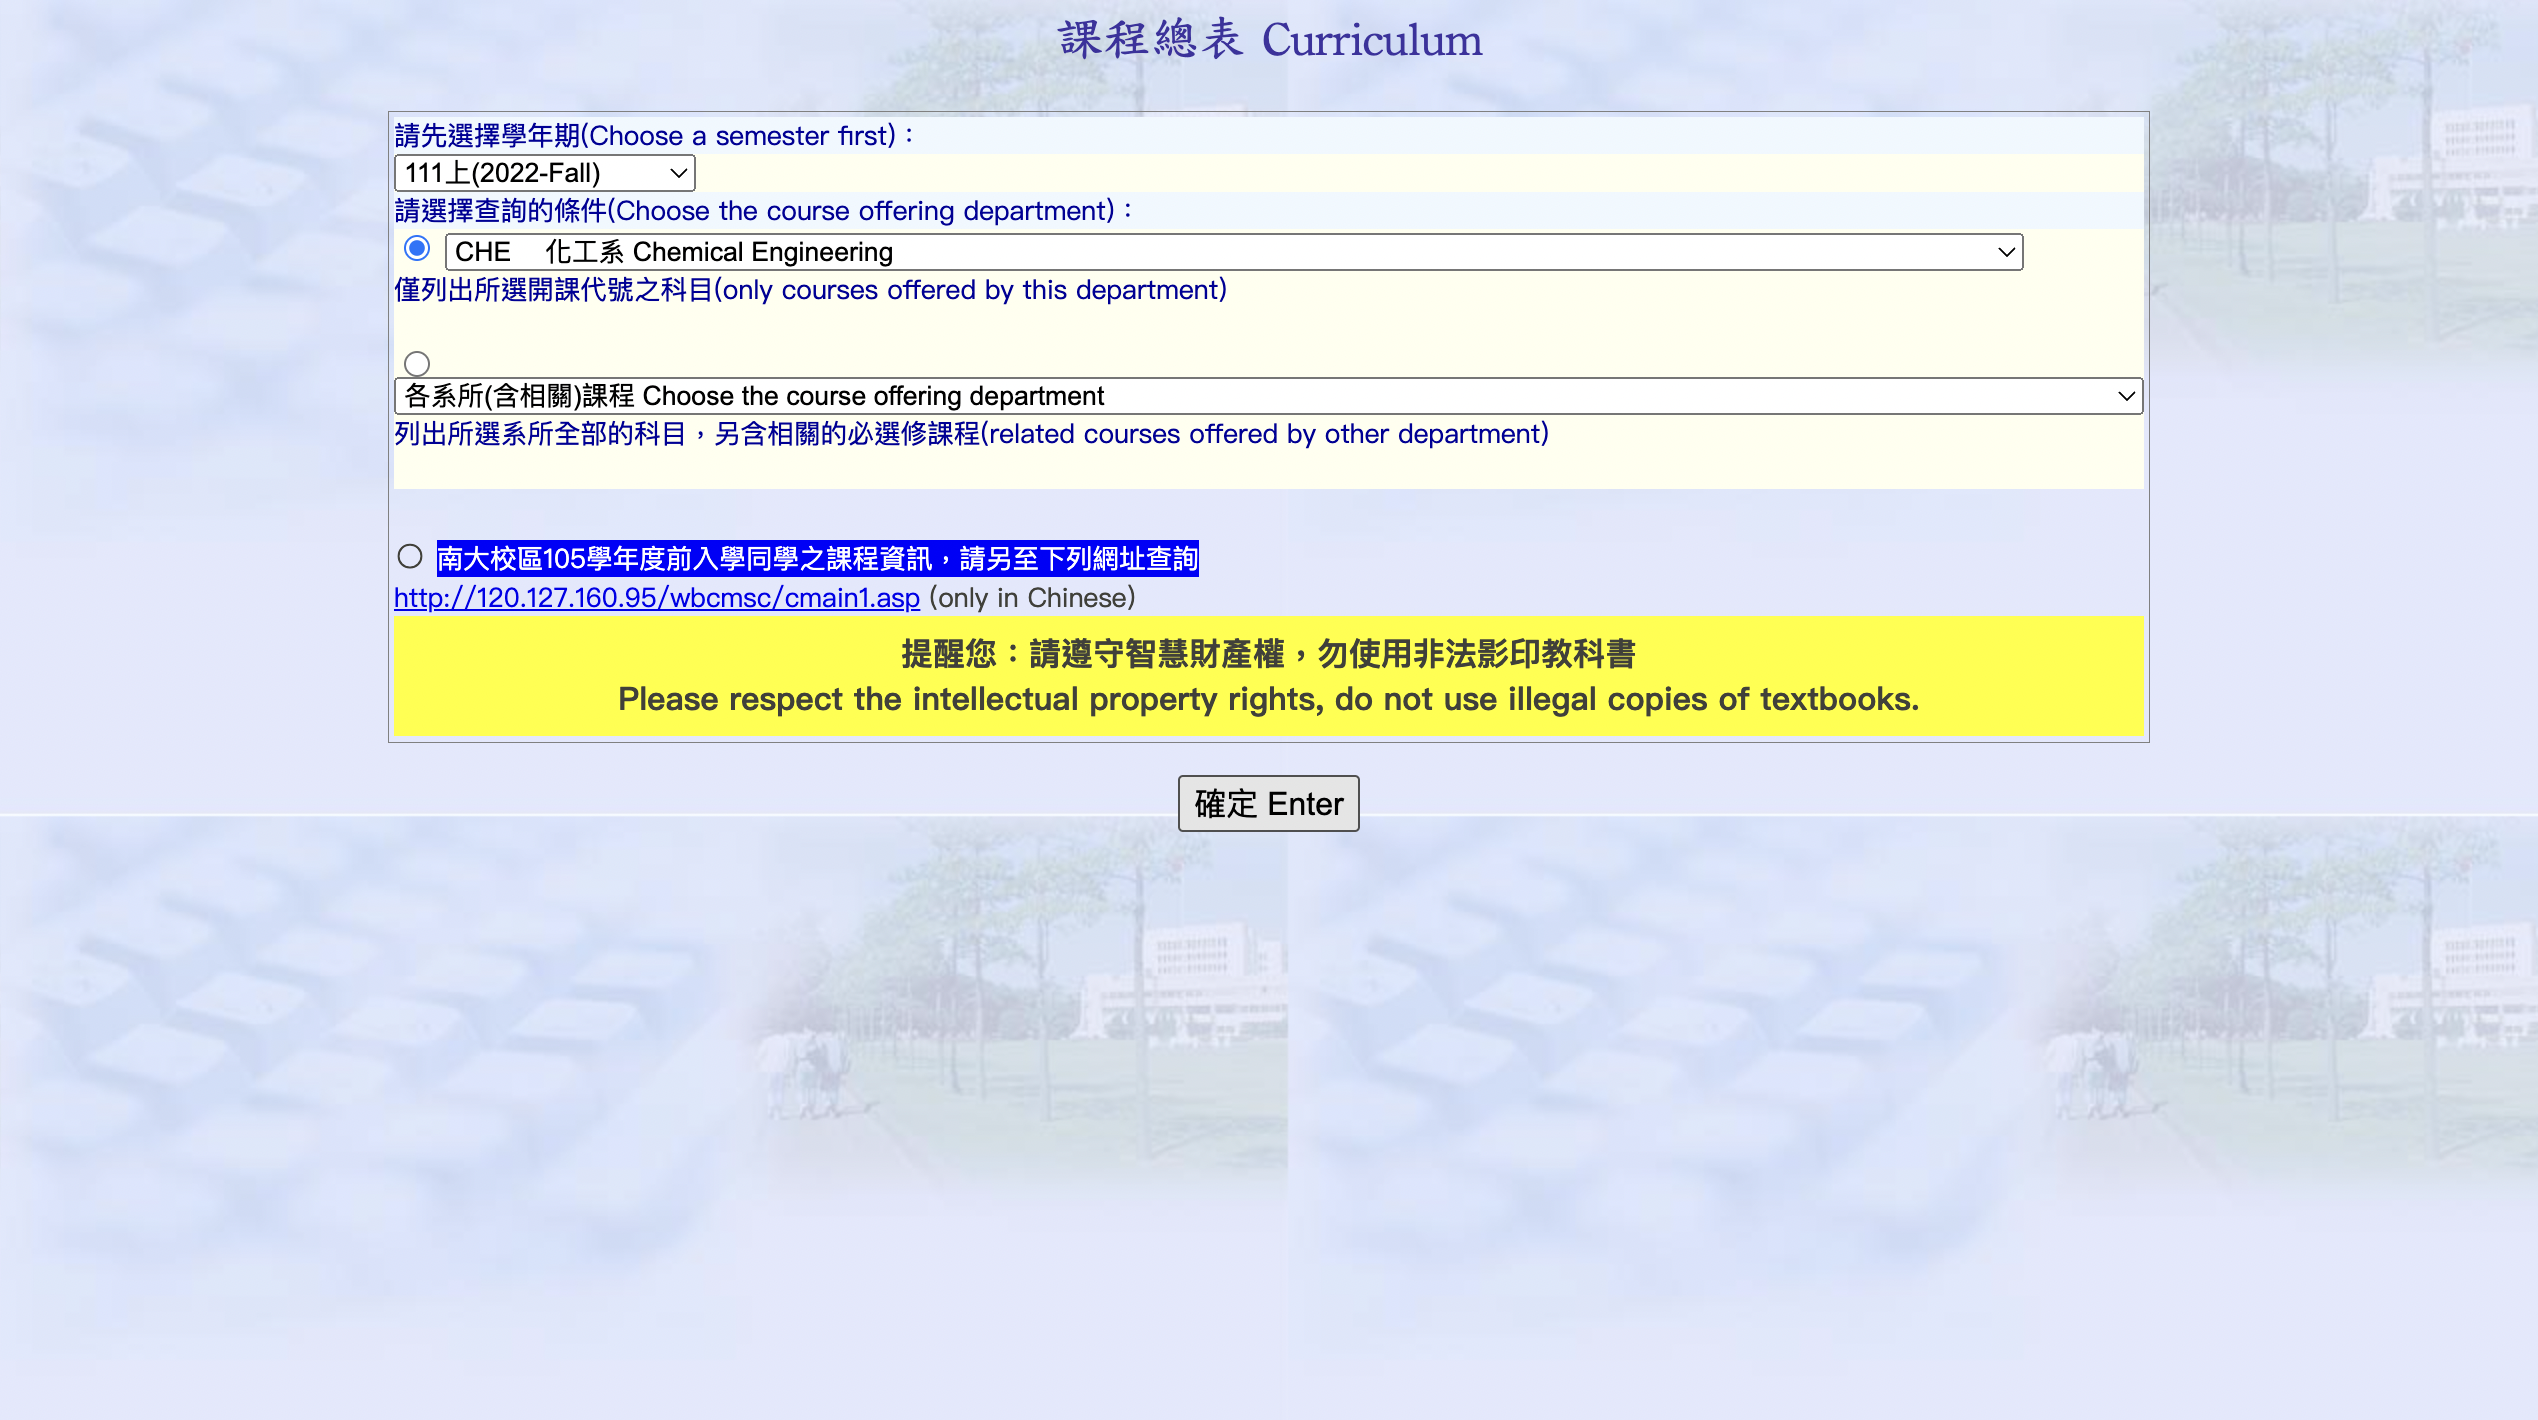 課程總表 Curriculum
請先選擇學年期(Choose a semester first)：
111上(2022-Fall)
請選擇查詢的條件(Choose the course offering department)：
CHE 化工系 Chemical Engineering
僅列出所選開課代號之科目(only courses offered by this department)
各系所(含相關)課程 Choose the course offering department
列出所選系所全部的科目，另含相關的必選修課程(related courses offered by other department)
南大校區105學年度前入學同學之課程資訊，請另至下列網址查詢
http://120.127.160.95/wbcmsc/cmain1.asp (only in Chinese)
提醒您：請遵守智慧財產權，勿使用非法影印教科書
Please respect the intellectual property rights, do not use illegal copies of textbooks.
確定 Enter